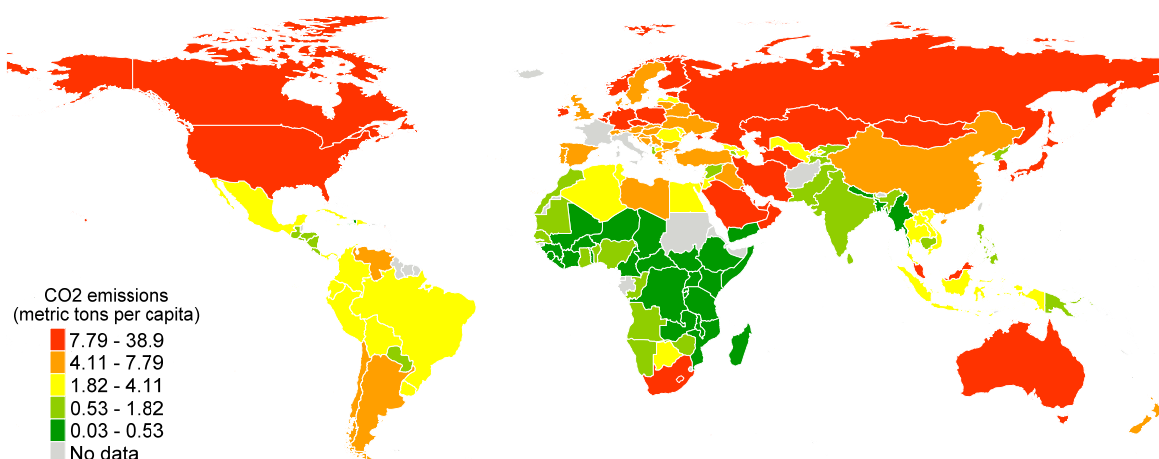 CO2 emissions
(metric tons per capita)
7.79 - 38.9
4.11 - 7.79
1.82 - 4.11
0.53 - 1.82
0.03 - 0.53
No data